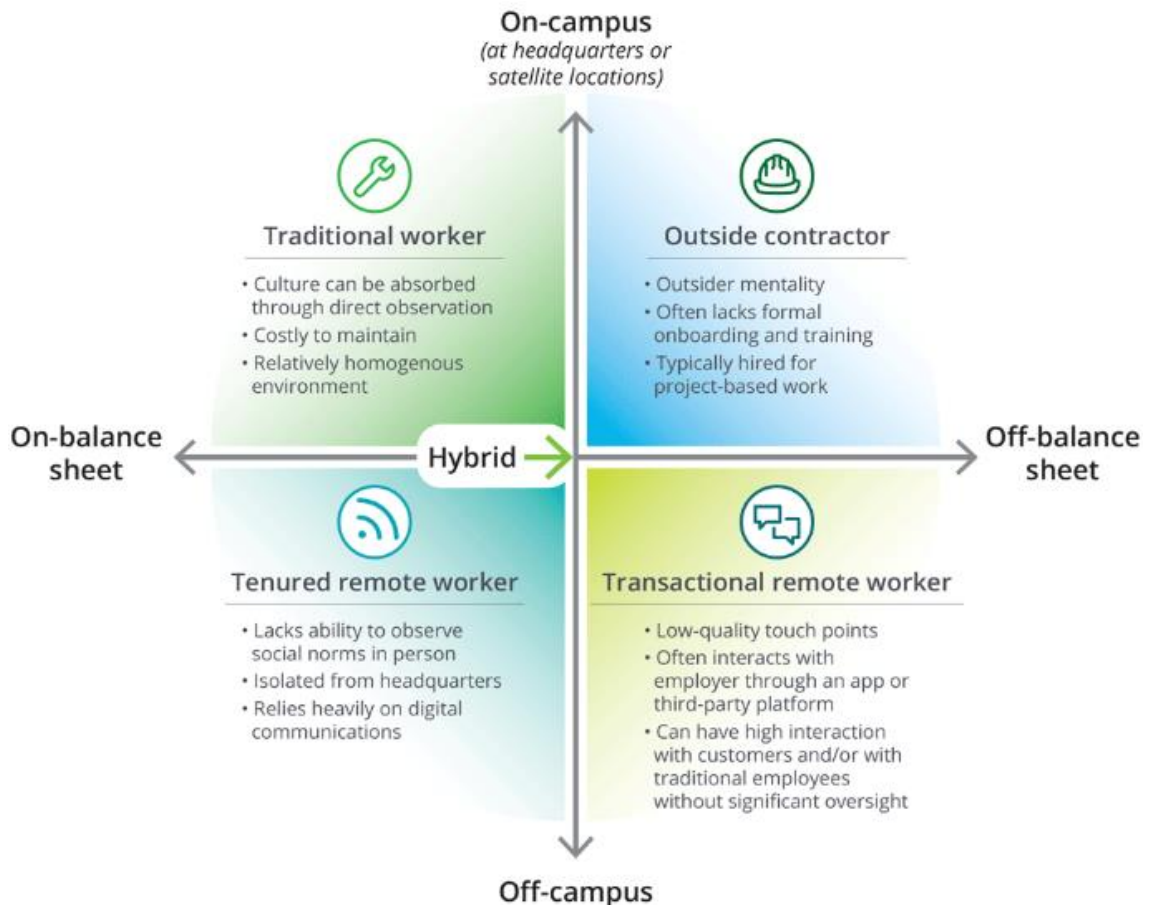 On-campus
(at headquarters or
satellite locations)
Traditional worker
• Culture can be absorbed
through direct observation
• Costly to maintain
• Relatively homogenous
environment
Outside contractor
• Outsider mentality
• Often lacks formal
onboarding and training
• Typically hired for
project-based work
On-balance
sheet
Hybrid
Off-balance
sheet
Tenured remote worker
• Lacks ability to observe
social norms in person
• Isolated from headquarters
• Relies heavily on digital
communications
Transactional remote worker
• Low-quality touch points
• Often interacts with
employer through an app or
third-party platform
• Can have high interaction
with customers and/or with
traditional employees
without significant oversight
Off-campus